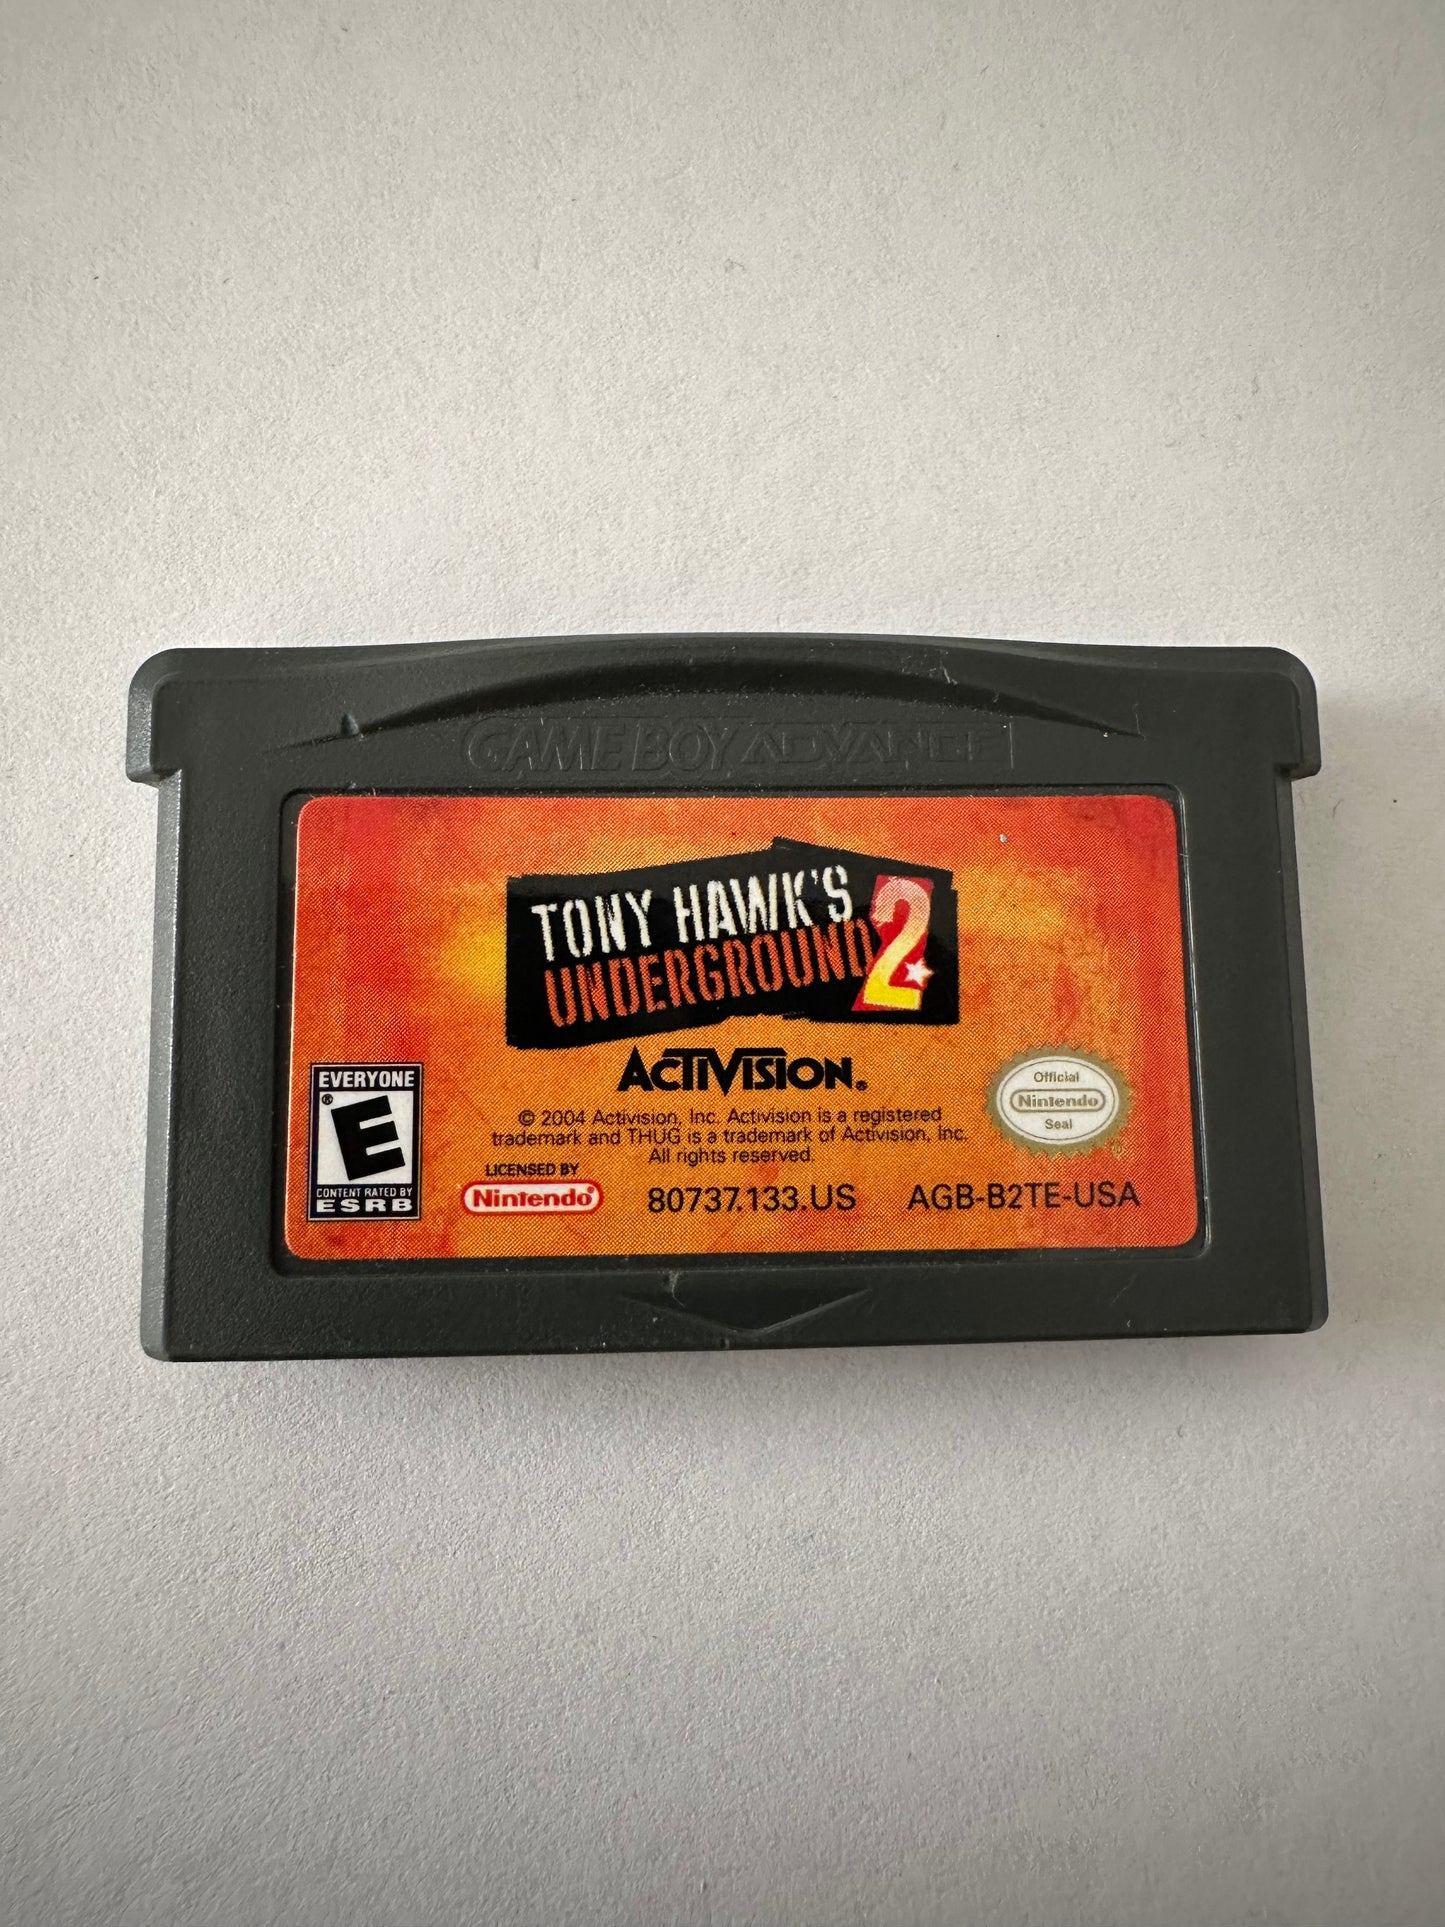 GAME BOY ADVANCE
TONY HAWK'S
UNDERGROUND 2
ACTIVISION®
EVERYONE
®
E
CONTENT RATED BY
ESRB
© 2004 Activision, Inc. Activision is a registered
trademark and THUG is a trademark of Activision, Inc.
All rights reserved.
Official
Nintendo
Seal
LICENSED BY
Nintendo®
80737.133.US AGB-B2TE-USA